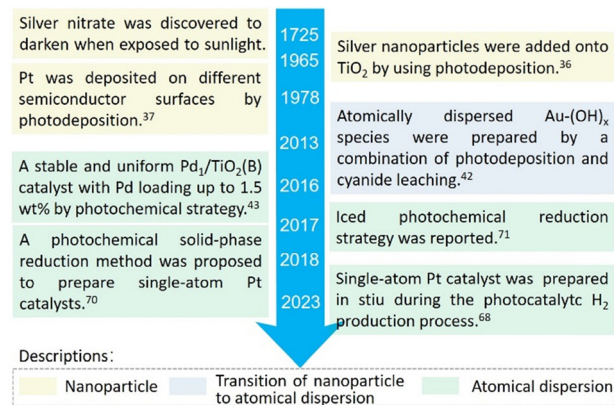 Silver nitrate was discovered to
darken when exposed to sunlight.
1725
1965
Silver nanoparticles were added onto
TiO₂ by using photodeposition.³⁶
Pt was deposited on different
semiconductor surfaces by
photodeposition.³⁷
1978
2013
Atomically dispersed Au-(OH)ₓ
species were prepared by a
combination of photodeposition and
cyanide leaching.⁴²
A stable and uniform Pd₁/TiO₂(B)
catalyst with Pd loading up to 1.5
wt% by photochemical strategy.⁴³
2016
2017
Iced photochemical reduction
strategy was reported.⁷¹
A photochemical solid-phase
reduction method was proposed
to prepare single-atom Pt
catalysts.⁷⁰
2018
2023
Single-atom Pt catalyst was prepared
in stiu during the photocatalytc H₂
production process.⁶⁸
Descriptions:
Nanoparticle
Transition of nanoparticle
to atomical dispersion
Atomical dispersion